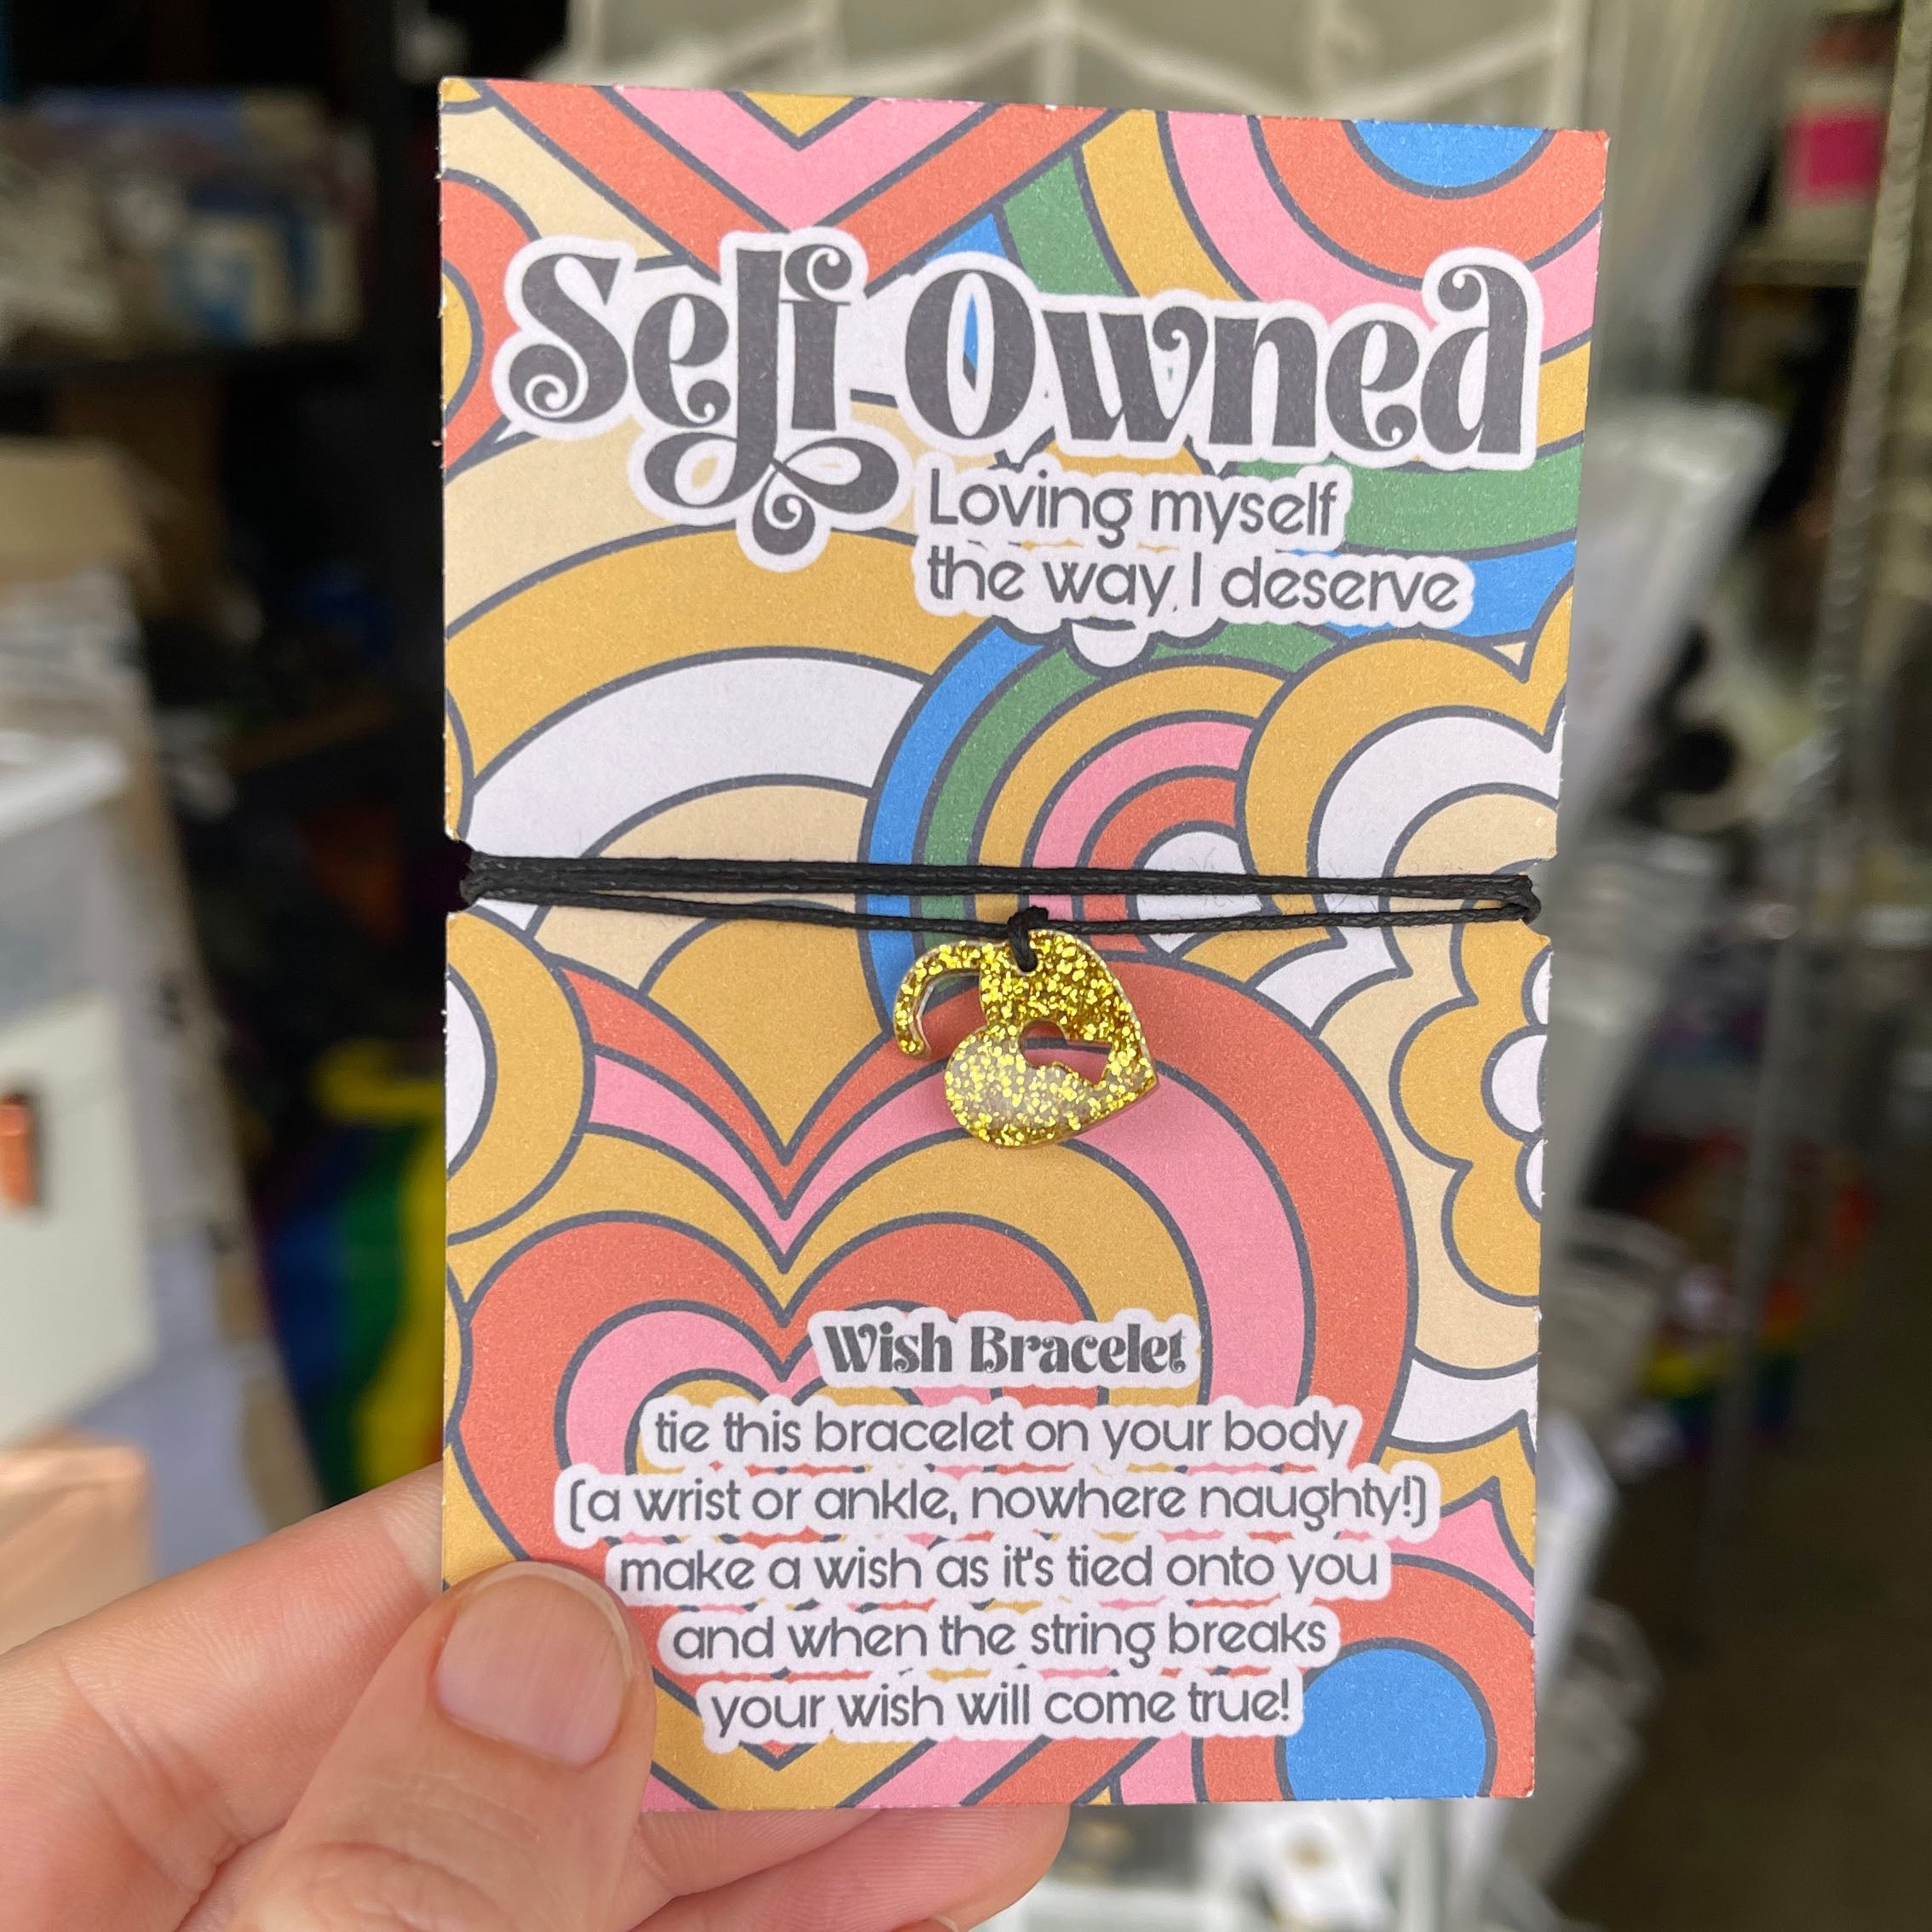 Self-Owned
Loving myself
the way I deserve
Wish Bracelet
tie this bracelet on your body
(a wrist or ankle, nowhere naughty!)
make a wish as it's tied onto you
and when the string breaks
your wish will come true!